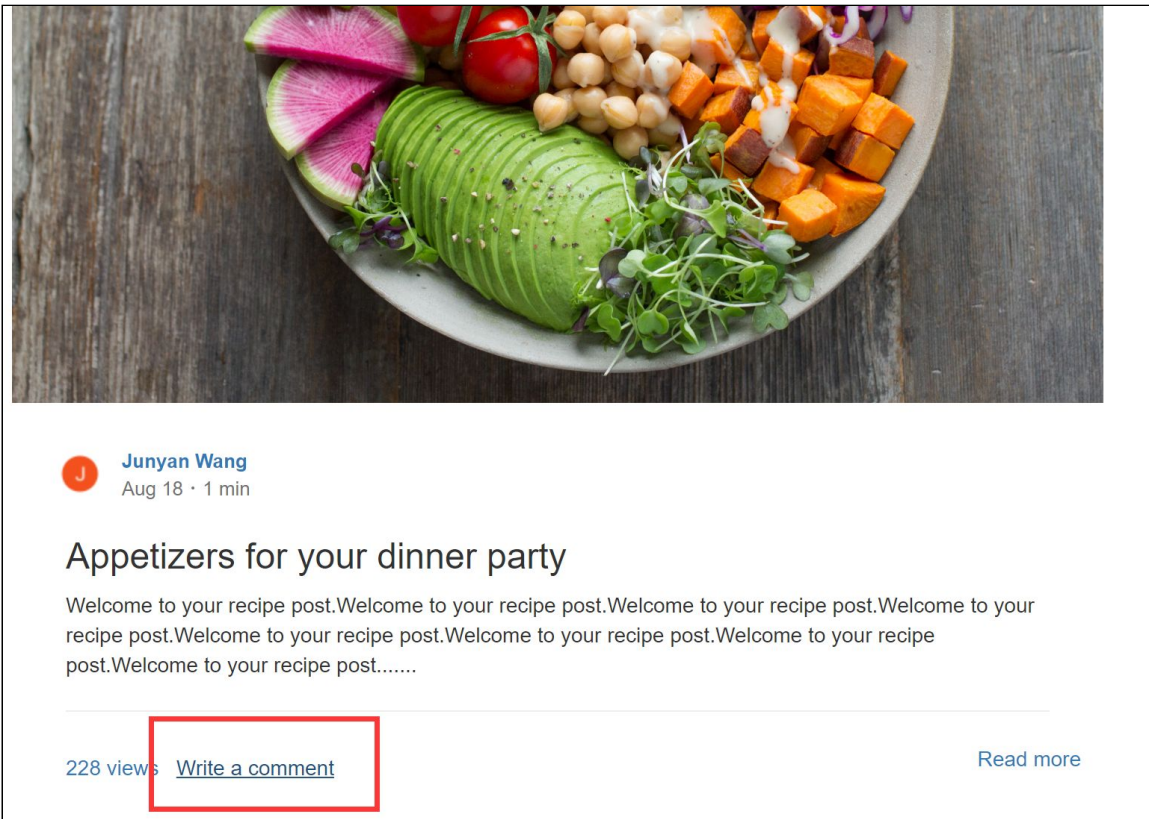 J
Junyan Wang
Aug 18 · 1 min
Appetizers for your dinner party
Welcome to your recipe post.Welcome to your recipe post.Welcome to your recipe post.Welcome to your
recipe post.Welcome to your recipe post.Welcome to your recipe post.Welcome to your recipe
post.Welcome to your recipe post.......
228 views Write a comment
Read more